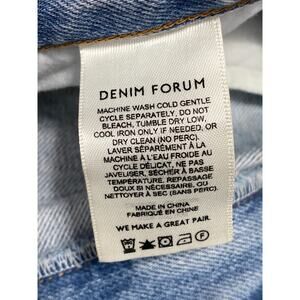 DENIM FORUM
MACHINE WASH COLD GENTLE
CYCLE SEPARATELY, DO NOT
BLEACH, TUMBLE DRY LOW,
COOL IRON ONLY IF NEEDED, OR
DRY CLEAN (NO PERC).
LAVER SÉPARÉMENT À LA
MACHINE À L'EAU FROIDE AU
CYCLE DÉLICAT, NE PAS
JAVELISER, SÉCHER À BASSE
TEMPÉRATURE, REPASSAGE
DOUX SI NÉCESSAIRE, OU
NETTOYER À SEC (SANS PERC).
MADE IN CHINA
FABRIQUÉ EN CHINE
WE MAKE A GREAT PAIR.
F